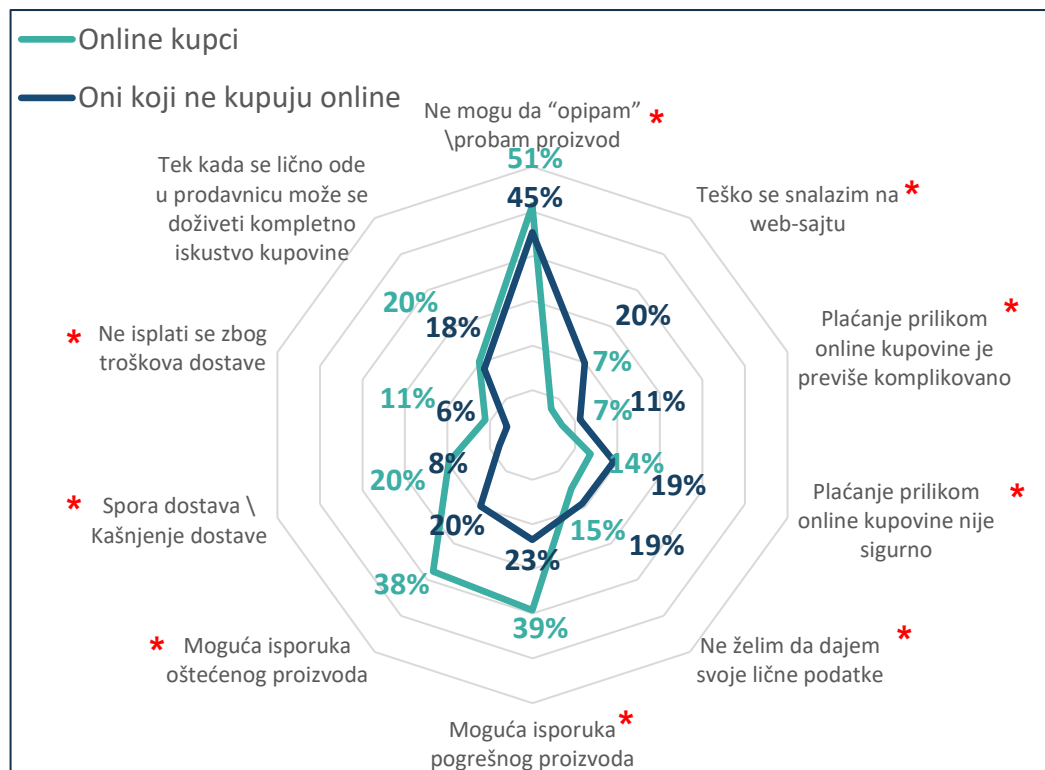 Online kupci
Oni koji ne kupuju online
Ne mogu da “opipam” *
\probam proizvod
51%
45%
Teško se snalazim na *
web-sajtu
20%
7%
Plaćanje prilikom *
online kupovine je
previše komplikovano
11%
7%
Plaćanje prilikom *
online kupovine nije
sigurno
14%
19%
Ne želim da dajem *
svoje lične podatke
15%
19%
Moguća isporuka *
pogrešnog proizvoda
23%
39%
* Moguća isporuka
oštećenog proizvoda
20%
38%
* Spora dostava \
Kašnjenje dostave
8%
20%
* Ne isplati se zbog
troškova dostave
6%
11%
Tek kada se lično ode
u prodavnicu može se
doživeti kompletno
iskustvo kupovine
20%
18%